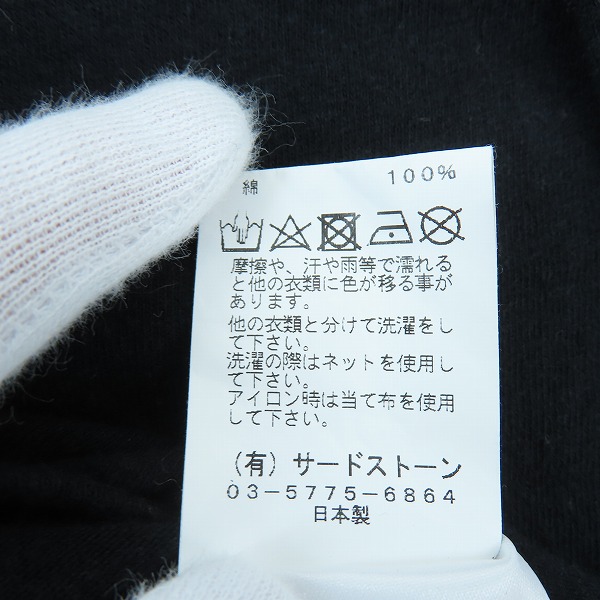 綿 100%
摩擦や、汗や雨等で濡れる
と他の衣類に色が移る事が
あります。
他の衣類と分けて洗濯をし
て下さい。
洗濯の際はネットを使用し
て下さい。
アイロン時は当て布を使用
して下さい。
(有)サードストーン
03-5775-6864
日本製